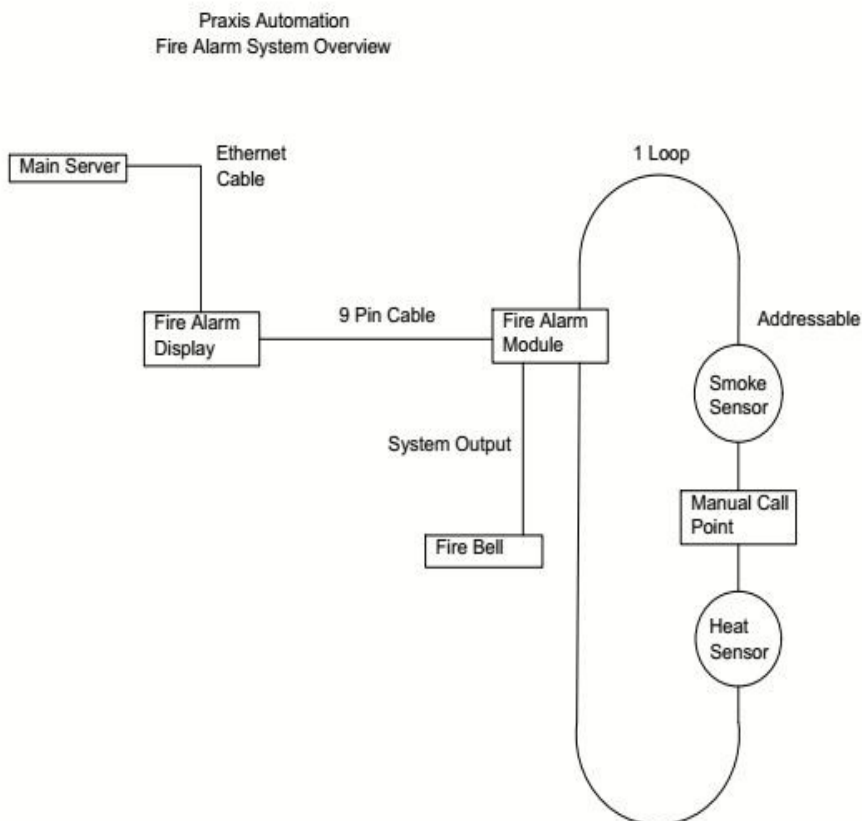 Praxis Automation
Fire Alarm System Overview
Main Server
Ethernet
Cable
1 Loop
Fire Alarm
Display
9 Pin Cable
Fire Alarm
Module
Addressable
Smoke
Sensor
System Output
Manual Call
Point
Fire Bell
Heat
Sensor